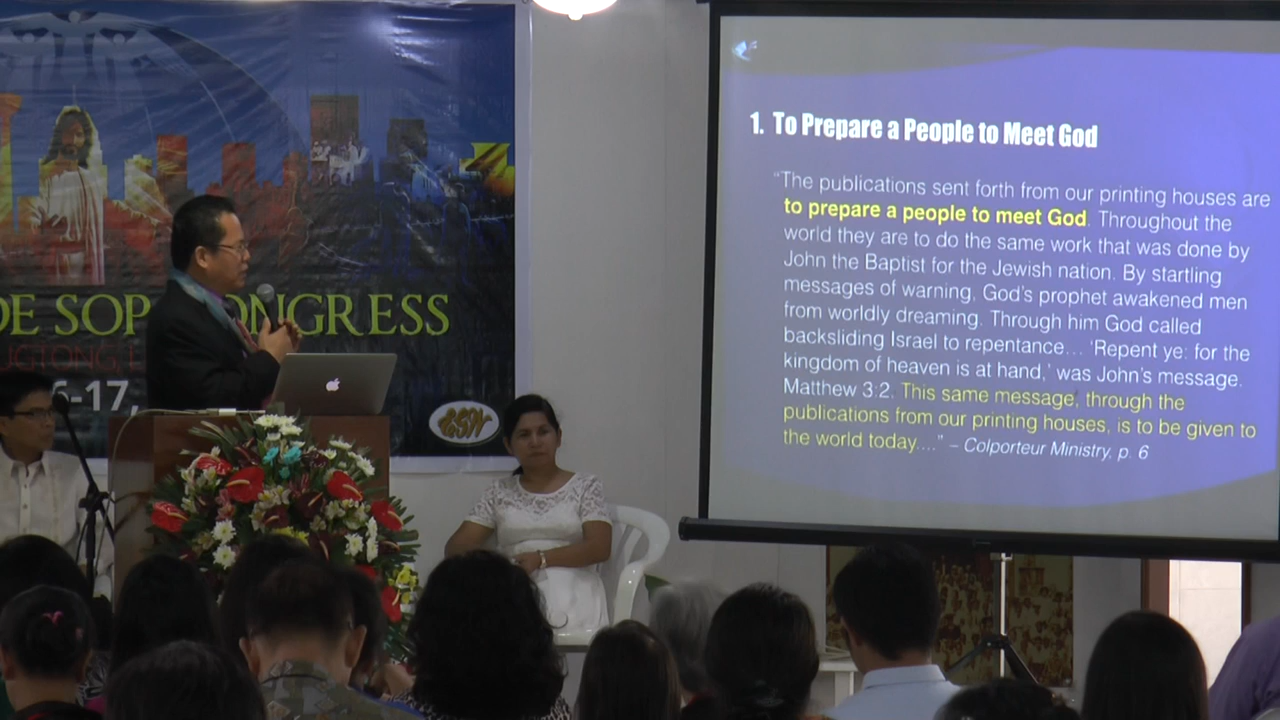 DE SOP CONGRESS
6-17,
1. To Prepare a People to Meet God
“The publications sent forth from our printing houses are
to prepare a people to meet God. Throughout the
world they are to do the same work that was done by
John the Baptist for the Jewish nation. By startling
messages of warning, God’s prophet awakened men
from worldly dreaming. Through him God called
backsliding Israel to repentance… ‘Repent ye: for the
kingdom of heaven is at hand,’ was John’s message.
Matthew 3:2. This same message, through the
publications from our printing houses, is to be given to
the world today....” – Colporteur Ministry, p. 6